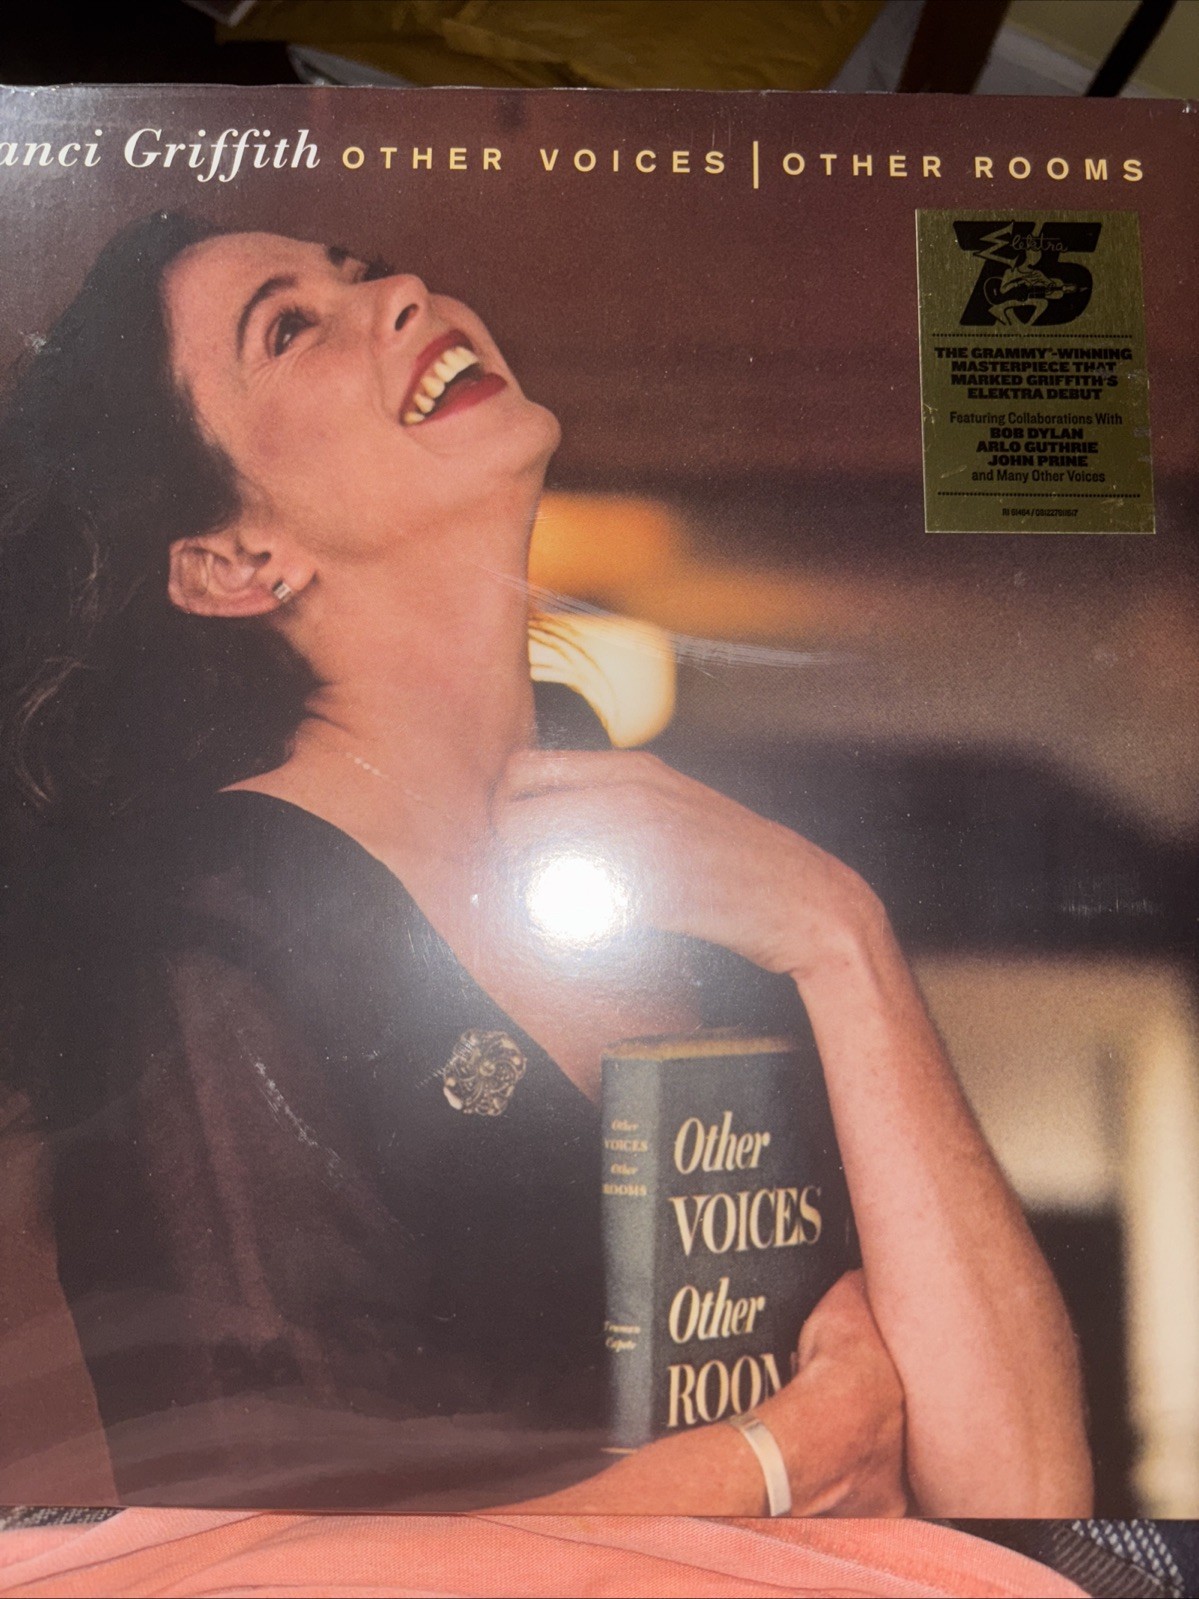 anci Griffith OTHER VOICES | OTHER ROOMS
75
Elektra
THE GRAMMY®-WINNING
MASTERPIECE THAT
MARKED GRIFFITH'S
ELEKTRA DEBUT
Featuring Collaborations With
BOB DYLAN
ARLO GUTHRIE
JOHN PRINE
and Many Other Voices
Other
VOICES
Other
ROOMS
Truman
Capote
Other
VOICES
Other
ROOM